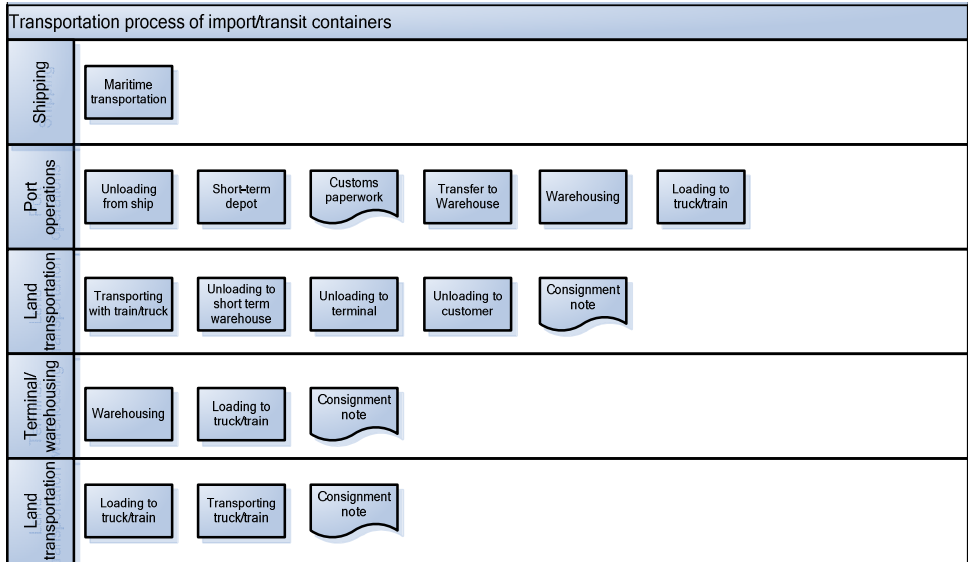 Transportation process of import/transit containers
Shipping
Maritime
transportation
Port
operations
Unloading
from ship
Short-term
depot
Customs
paperwork
Transfer to
Warehouse
Warehousing
Loading to
truck/train
Land
transportation
Transporting
with train/truck
Unloading to
short term
warehouse
Unloading to
terminal
Unloading to
customer
Consignment
note
Terminal/
warehousing
Warehousing
Loading to
truck/train
Consignment
note
Land
transportation
Loading to
truck/train
Transporting
truck/train
Consignment
note